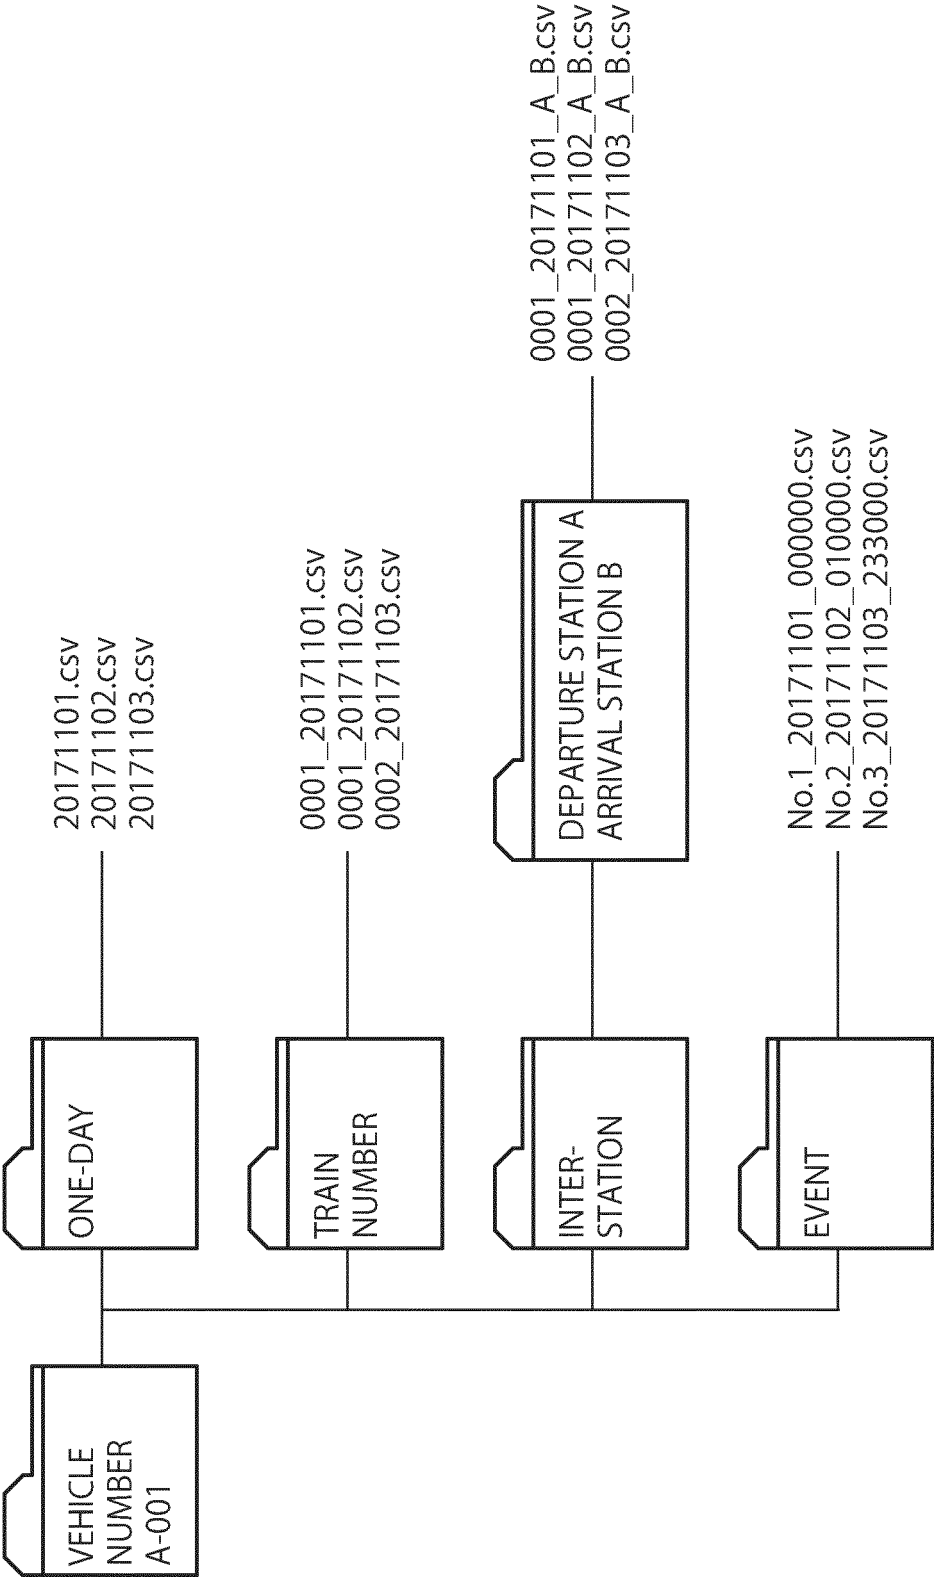 VEHICLE
NUMBER
A-001
ONE-DAY
20171101.csv
20171102.csv
20171103.csv
TRAIN
NUMBER
0001_20171101.csv
0001_20171102.csv
0002_20171103.csv
INTER-
STATION
DEPARTURE STATION A
ARRIVAL STATION B
0001_20171101_A_B.csv
0001_20171102_A_B.csv
0002_20171103_A_B.csv
EVENT
No.1_20171101_000000.csv
No.2_20171102_010000.csv
No.3_20171103_233000.csv